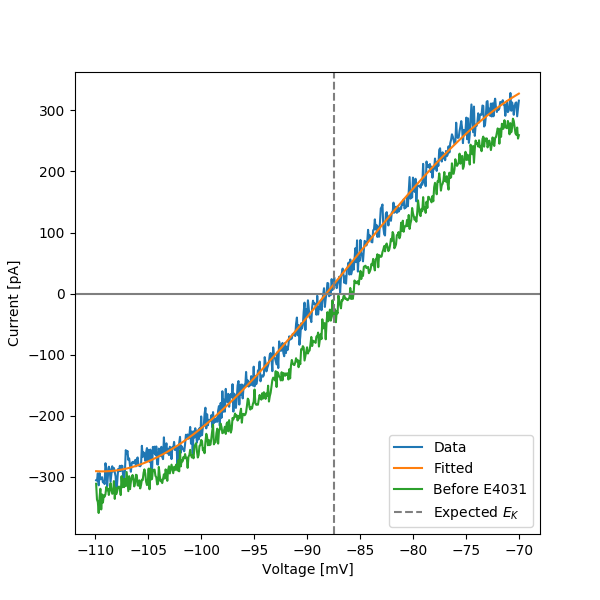 300
200
100
0
−100
−200
−300
Current [pA]
−110 −105 −100 −95 −90 −85 −80 −75 −70
Voltage [mV]
Data
Fitted
Before E4031
Expected E_K